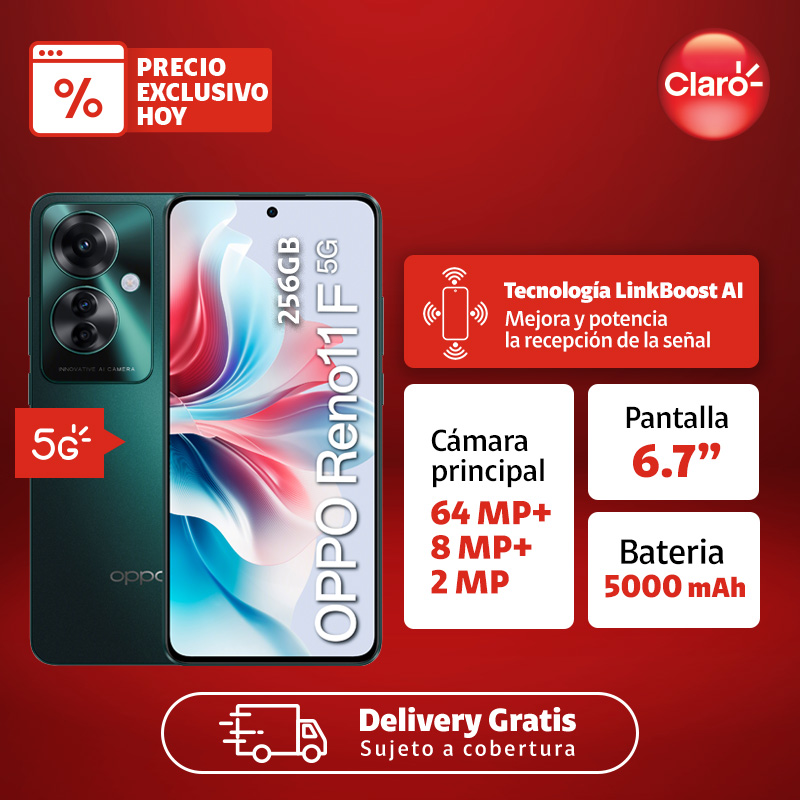 %
PRECIO
EXCLUSIVO
HOY
Claro
256GB
OPPO Reno11 F 5G
INNOVATIVE AI CAMERA
5G
oppo
Tecnología LinkBoost AI
Mejora y potencia
la recepción de la señal
Cámara
principal
64 MP+
8 MP+
2 MP
Pantalla
6.7”
Bateria
5000 mAh
Delivery Gratis
Sujeto a cobertura